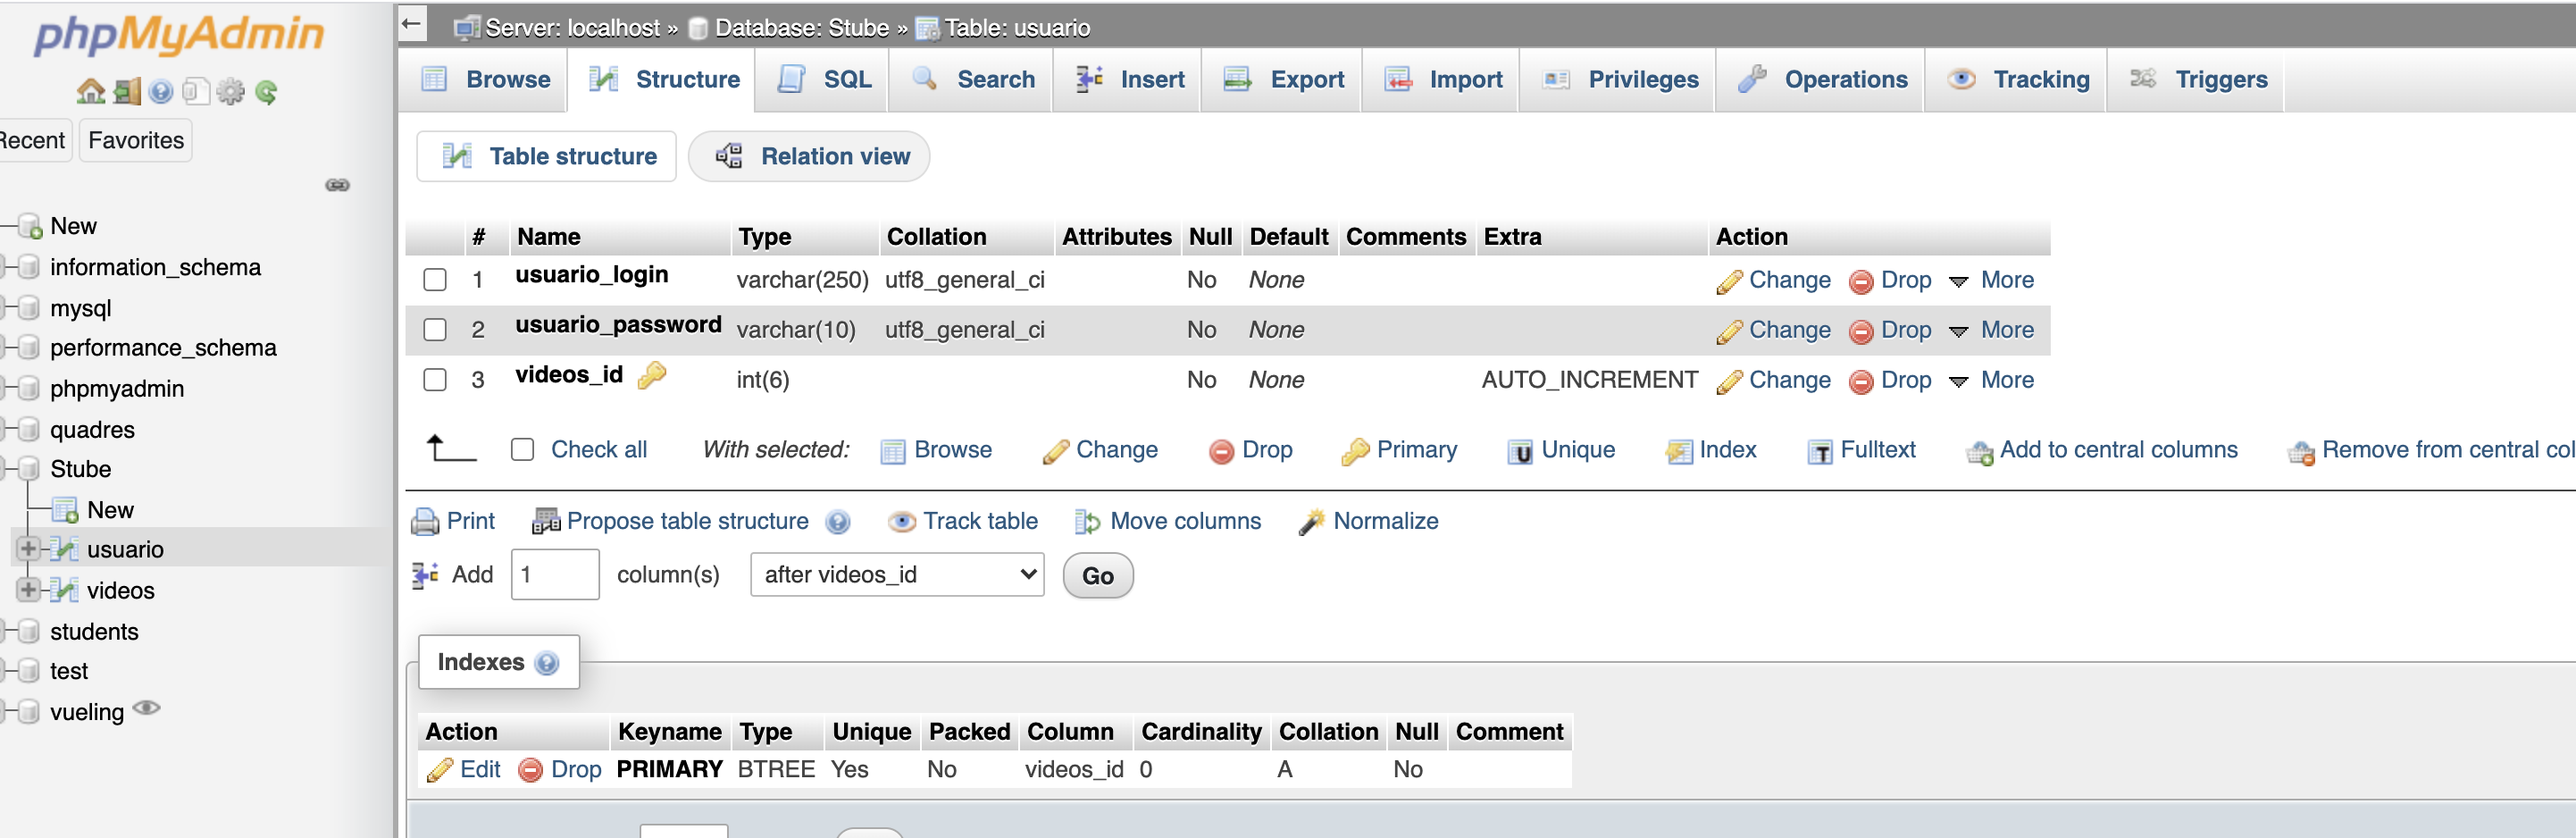 phpMyAdmin
Recent Favorites
New
information_schema
mysql
performance_schema
phpmyadmin
quadres
Stube
New
usuario
videos
students
test
vueling
Server: localhost » Database: Stube » Table: usuario
Browse Structure SQL Search Insert Export Import Privileges Operations Tracking Triggers
Table structure Relation view
# Name Type Collation Attributes Null Default Comments Extra Action
1 usuario_login varchar(250) utf8_general_ci No None Change Drop More
2 usuario_password varchar(10) utf8_general_ci No None Change Drop More
3 videos_id int(6) No None AUTO_INCREMENT Change Drop More
Check all With selected: Browse Change Drop Primary U Unique Index T Fulltext Add to central columns Remove from central col
Print Propose table structure Track table Move columns Normalize
Add 1 column(s) after videos_id Go
Indexes
Action Keyname Type Unique Packed Column Cardinality Collation Null Comment
Edit Drop PRIMARY BTREE Yes No videos_id 0 A No